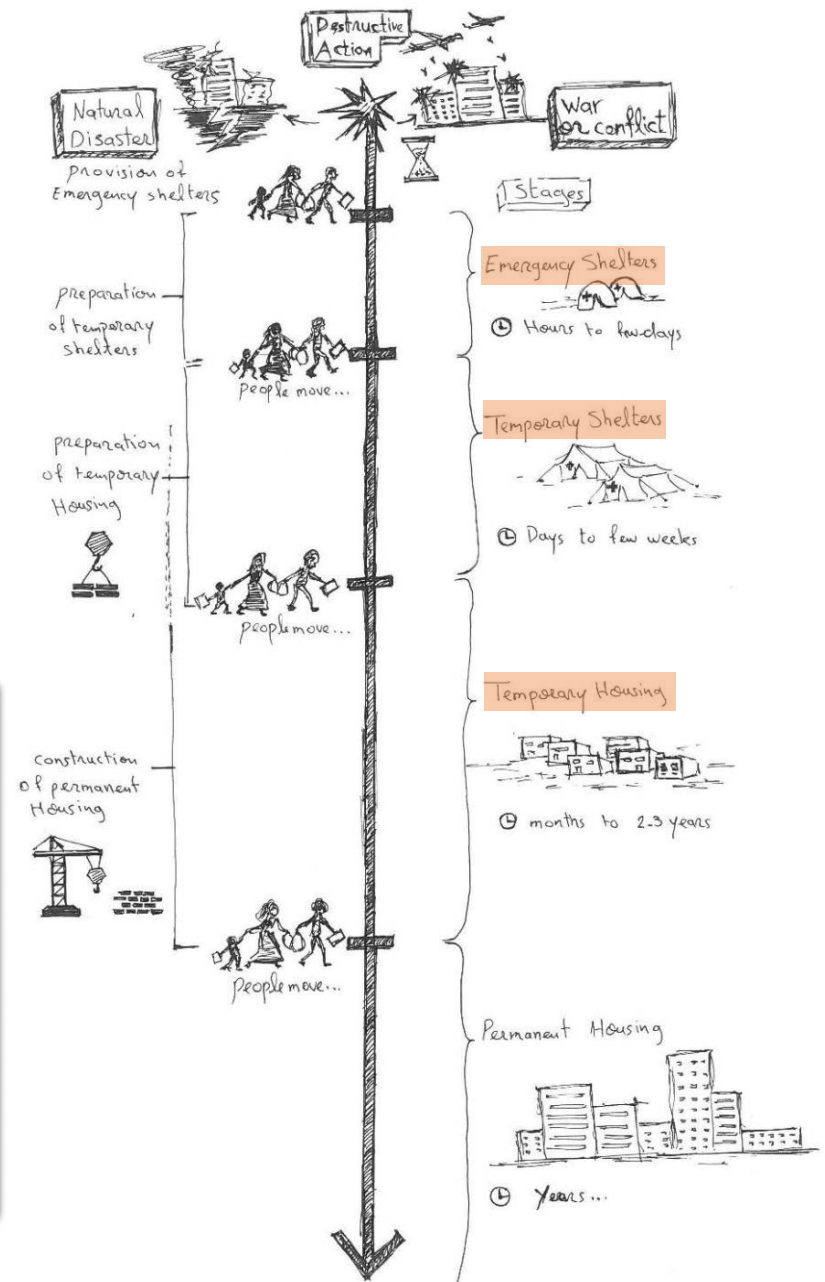 Destructive
Action
Natural
Disaster
War
or conflict
provision of
Emergency shelters
Stages
Emergency Shelters
Hours to few-days
preparation
of temporary
shelters
people move...
Temporary Shelters
Days to few weeks
preparation
of temporary
Housing
people move...
Temporary Housing
months to 2-3 years
construction
of permanent
Housing
people move...
Permanent Housing
Years...